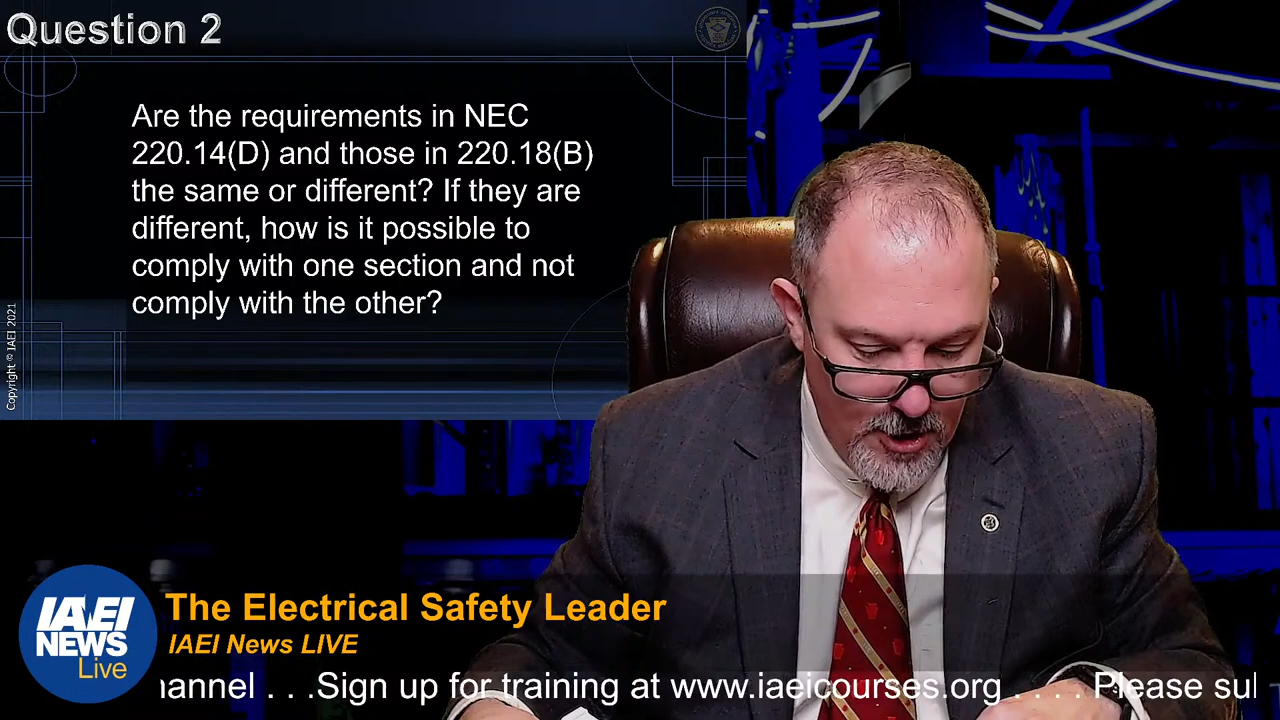 Question 2
Are the requirements in NEC
220.14(D) and those in 220.18(B)
the same or different? If they are
different, how is it possible to
comply with one section and not
comply with the other?
Copyright © IAEI 2021
IAEI
NEWS
Live
The Electrical Safety Leader
IAEI News LIVE
hannel . . .Sign up for training at www.iaeicourses.org . . . . Please sul